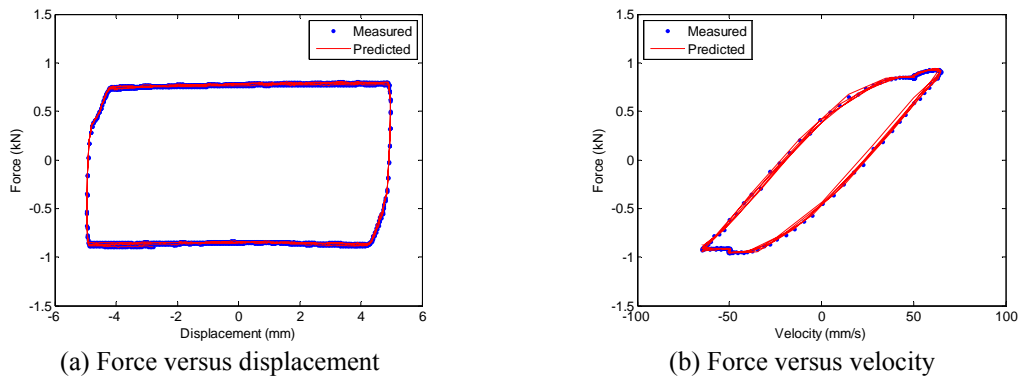 1.5
1
0.5
0
-0.5
-1
-1.5
-6 -4 -2 0 2 4 6
Force (kN)
Displacement (mm)
Measured
Predicted
(a) Force versus displacement
1.5
1
0.5
0
-0.5
-1
-1.5
-100 -50 0 50 100
Force (kN)
Velocity (mm/s)
Measured
Predicted
(b) Force versus velocity